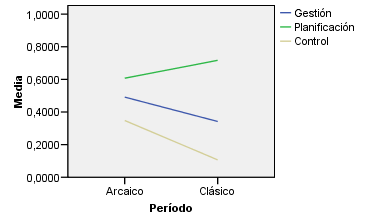 1,0000
0,8000
0,6000
0,4000
0,2000
0,0000
Media
Arcaico
Clásico
Período
Gestión
Planificación
Control